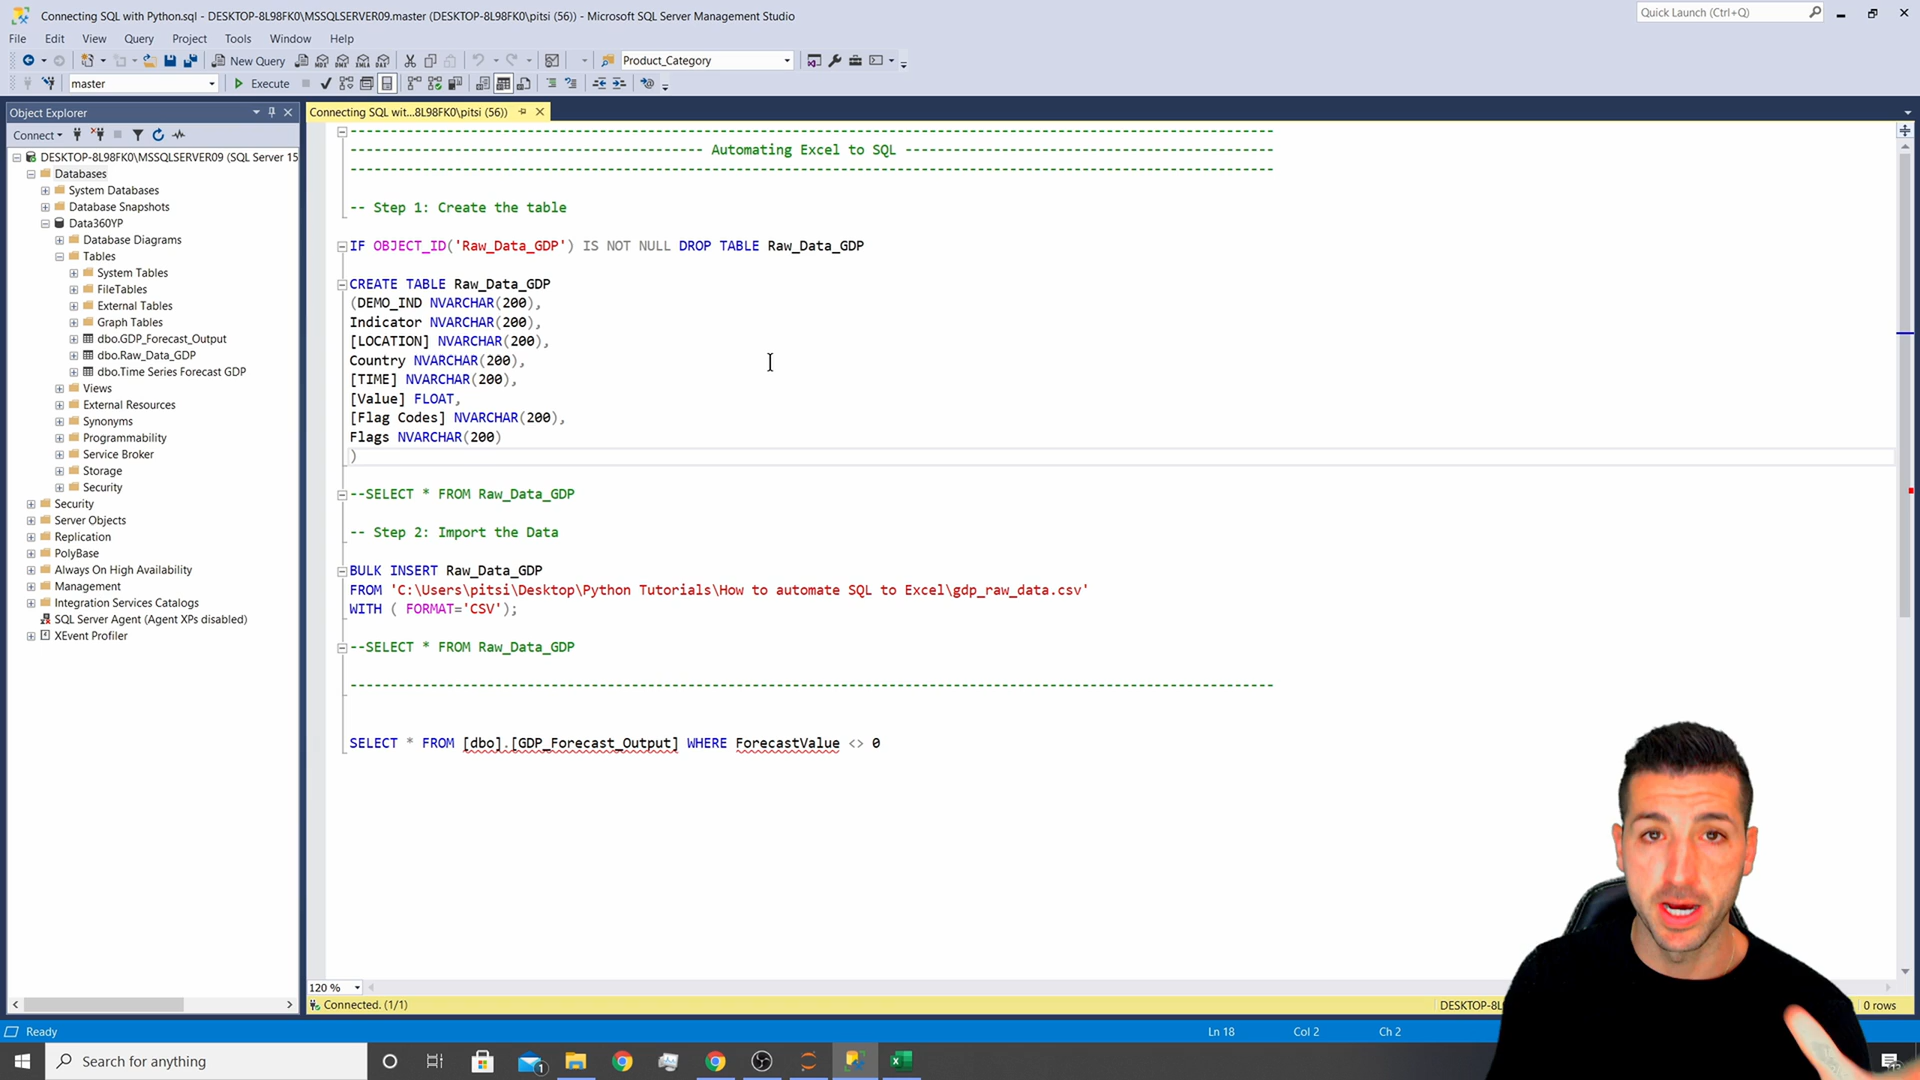 Connecting SQL with Python.sql - DESKTOP-8L98FK0\MSSQLSERVER09.master (DESKTOP-8L98FK0\pitsi (56)) - Microsoft SQL Server Management Studio
Quick Launch (Ctrl+Q)
File Edit View Query Project Tools Window Help
New Query
Product_Category
master
Execute
Object Explorer
Connecting SQL wit...8L98FK0\pitsi (56))
Connect
DESKTOP-8L98FK0\MSSQLSERVER09 (SQL Server 15
Databases
System Databases
Database Snapshots
Data360YP
Database Diagrams
Tables
System Tables
FileTables
External Tables
Graph Tables
dbo.GDP_Forecast_Output
dbo.Raw_Data_GDP
dbo.Time Series Forecast GDP
Views
External Resources
Synonyms
Programmability
Service Broker
Storage
Security
Security
Server Objects
Replication
PolyBase
Always On High Availability
Management
Integration Services Catalogs
SQL Server Agent (Agent XPs disabled)
XEvent Profiler
-------------------------------------------- Automating Excel to SQL ----------------------------------------------
-- Step 1: Create the table
IF OBJECT_ID('Raw_Data_GDP') IS NOT NULL DROP TABLE Raw_Data_GDP
CREATE TABLE Raw_Data_GDP
(DEMO_IND NVARCHAR(200),
Indicator NVARCHAR(200),
[LOCATION] NVARCHAR(200),
Country NVARCHAR(200),
[TIME] NVARCHAR(200),
[Value] FLOAT,
[Flag Codes] NVARCHAR(200),
Flags NVARCHAR(200)
)
--SELECT * FROM Raw_Data_GDP
-- Step 2: Import the Data
BULK INSERT Raw_Data_GDP
FROM 'C:\Users\pitsi\Desktop\Python Tutorials\How to automate SQL to Excel\gdp_raw_data.csv'
WITH ( FORMAT='CSV');
--SELECT * FROM Raw_Data_GDP
SELECT * FROM [dbo].[GDP_Forecast_Output] WHERE ForecastValue <> 0
120 %
Connected. (1/1)
DESKTOP-8L
0 rows
Ready
Ln 18
Col 2
Ch 2
Search for anything
1